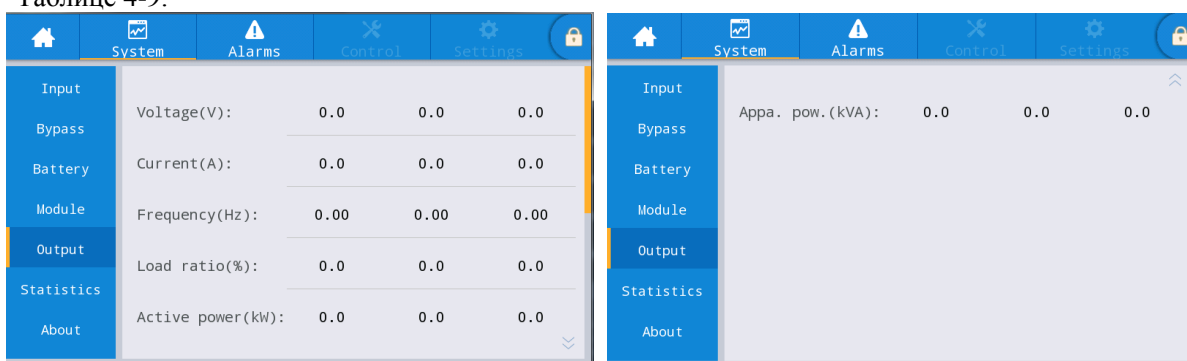 Таблице 4-9.
System Alarms Control Settings
Input
Bypass
Battery
Module
Output
Statistics
About
Voltage(V): 0.0 0.0 0.0
Current(A): 0.0 0.0 0.0
Frequency(Hz): 0.00 0.00 0.00
Load ratio(%): 0.0 0.0 0.0
Active power(kW): 0.0 0.0 0.0
System Alarms Control Settings
Input
Bypass
Battery
Module
Output
Statistics
About
Appa. pow.(kVA): 0.0 0.0 0.0